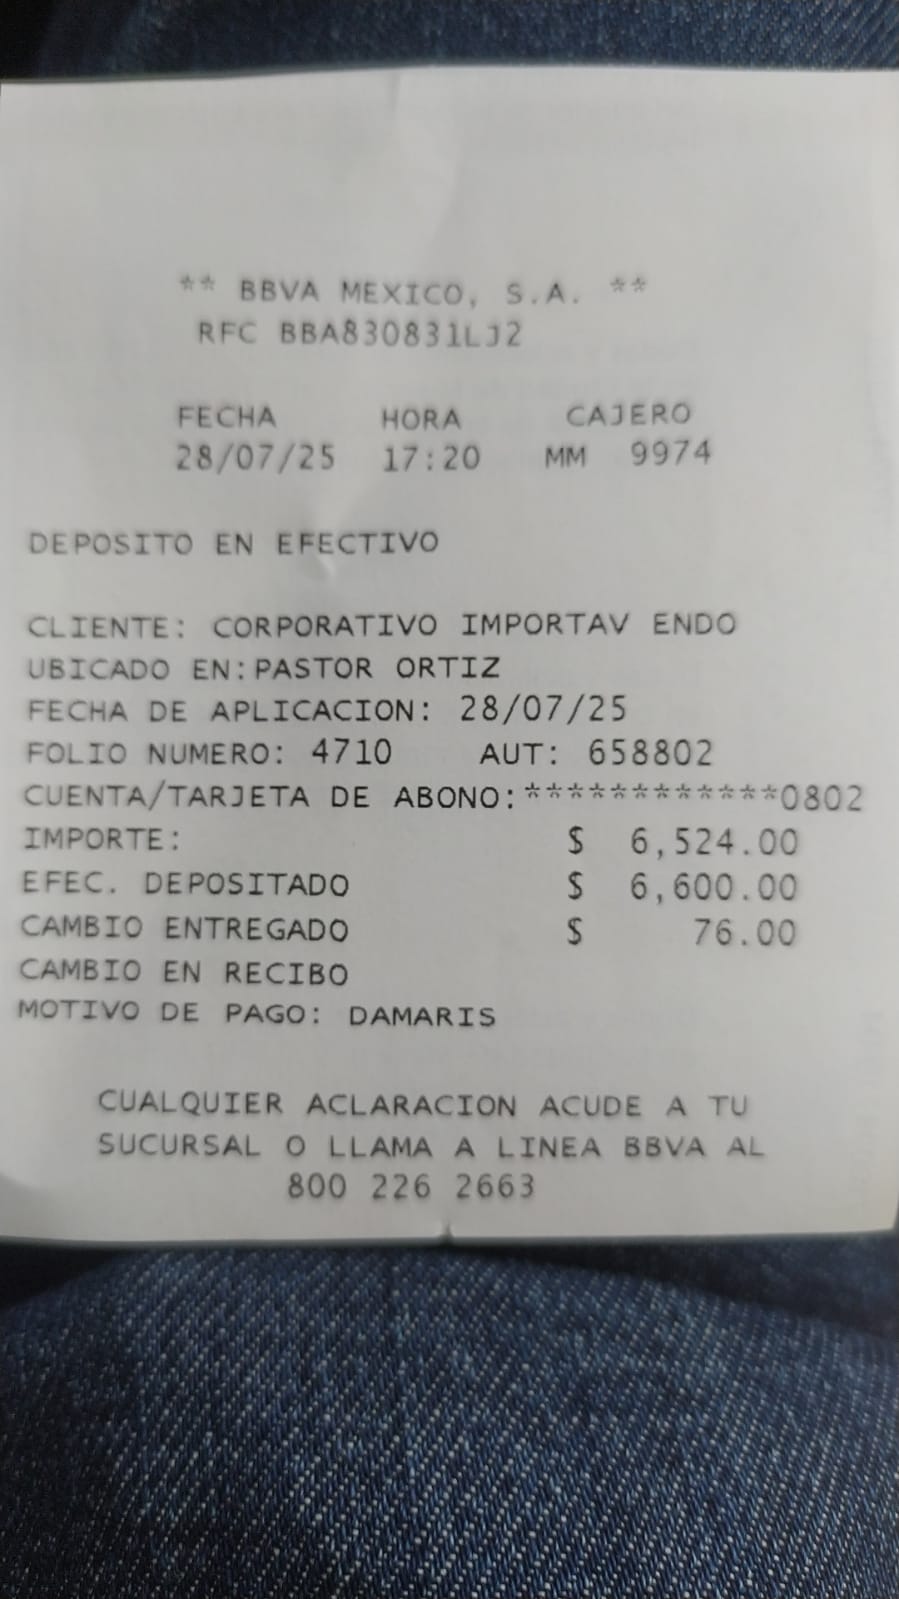 ** BBVA MEXICO, S.A. **
RFC BBA830831LJ2
FECHA HORA CAJERO
28/07/25 17:20 MM 9974
DEPOSITO EN EFECTIVO
CLIENTE: CORPORATIVO IMPORTAV ENDO
UBICADO EN:PASTOR ORTIZ
FECHA DE APLICACION: 28/07/25
FOLIO NUMERO: 4710 AUT: 658802
CUENTA/TARJETA DE ABONO:************0802
IMPORTE: $ 6,524.00
EFEC. DEPOSITADO $ 6,600.00
CAMBIO ENTREGADO $ 76.00
CAMBIO EN RECIBO
MOTIVO DE PAGO: DAMARIS
CUALQUIER ACLARACION ACUDE A TU
SUCURSAL O LLAMA A LINEA BBVA AL
800 226 2663